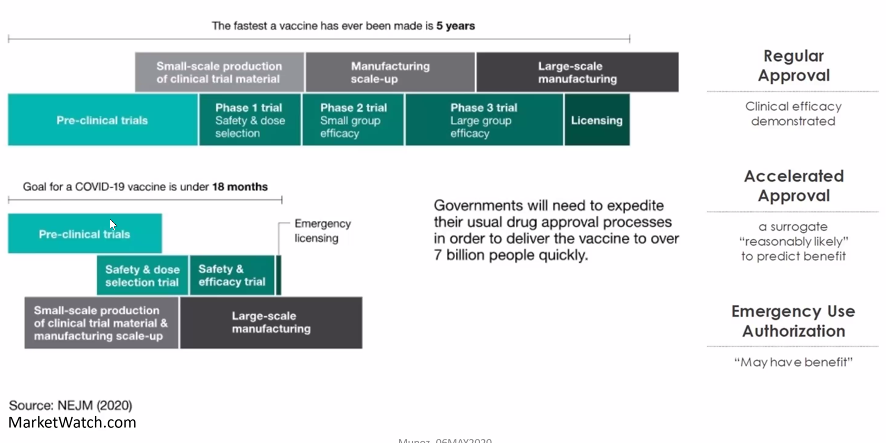 The fastest a vaccine has ever been made is 5 years
Small-scale production
of clinical trial material
Manufacturing
scale-up
Large-scale
manufacturing
Pre-clinical trials
Phase 1 trial
Safety & dose
selection
Phase 2 trial
Small group
efficacy
Phase 3 trial
Large group
efficacy
Licensing
Goal for a COVID-19 vaccine is under 18 months
Emergency
licensing
Pre-clinical trials
Safety & dose
selection trial
Safety &
efficacy trial
Small-scale production
of clinical trial material &
manufacturing scale-up
Large-scale
manufacturing
Governments will need to expedite
their usual drug approval processes
in order to deliver the vaccine to over
7 billion people quickly.
Regular
Approval
Clinical efficacy
demonstrated
Accelerated
Approval
a surrogate
“reasonably likely”
to predict benefit
Emergency Use
Authorization
“May have benefit”
Source: NEJM (2020)
MarketWatch.com
06MAY2020